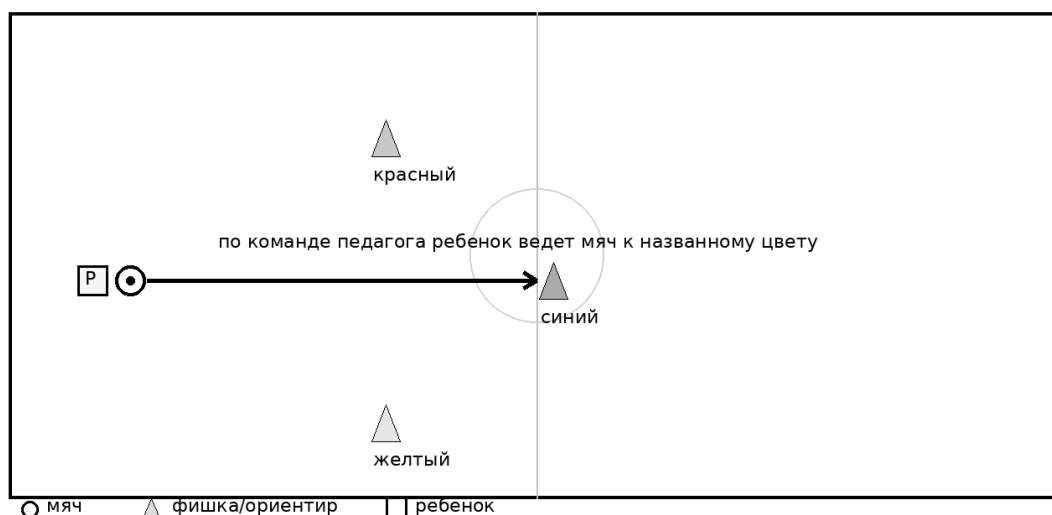 красный
по команде педагога ребенок ведет мяч к названному цвету
Р
синий
желтый
мяч фишка/ориентир ребенок